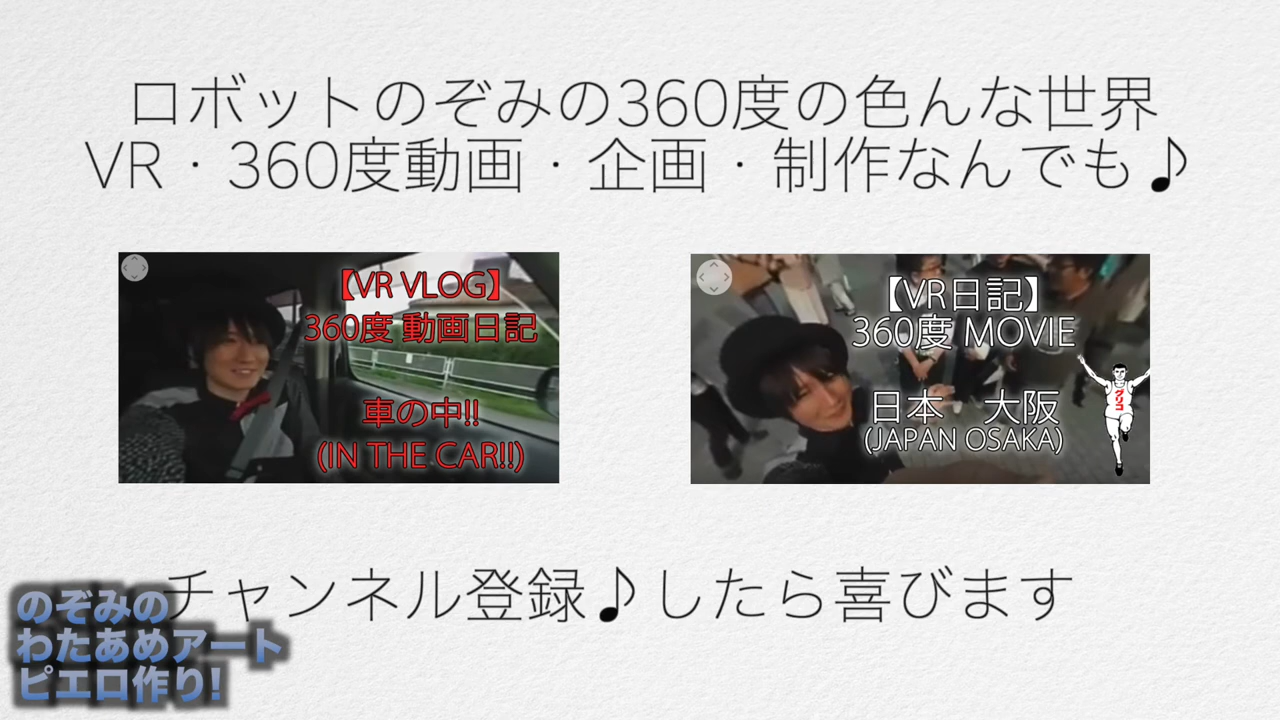 ロボットのぞみの360度の色んな世界
VR・360度動画・企画・制作なんでも♪
【VR VLOG】
360度 動画日記
車の中!!
(IN THE CAR!!)
【VR日記】
360度 MOVIE
日本 大阪
(JAPAN OSAKA)
グリコ
チャンネル登録♪したら喜びます
のぞみの
わたあめアート
ピエロ作り!